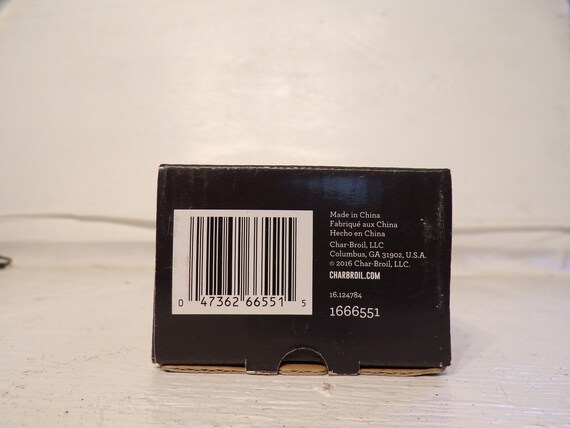 Made in China
Fabriqué aux China
Hecho en China
Char-Broil, LLC
Columbus, GA 31902, U.S.A.
© 2016 Char-Broil, LLC.
CHARBROIL.COM
16.124784
1666551
0 47362 66551 5